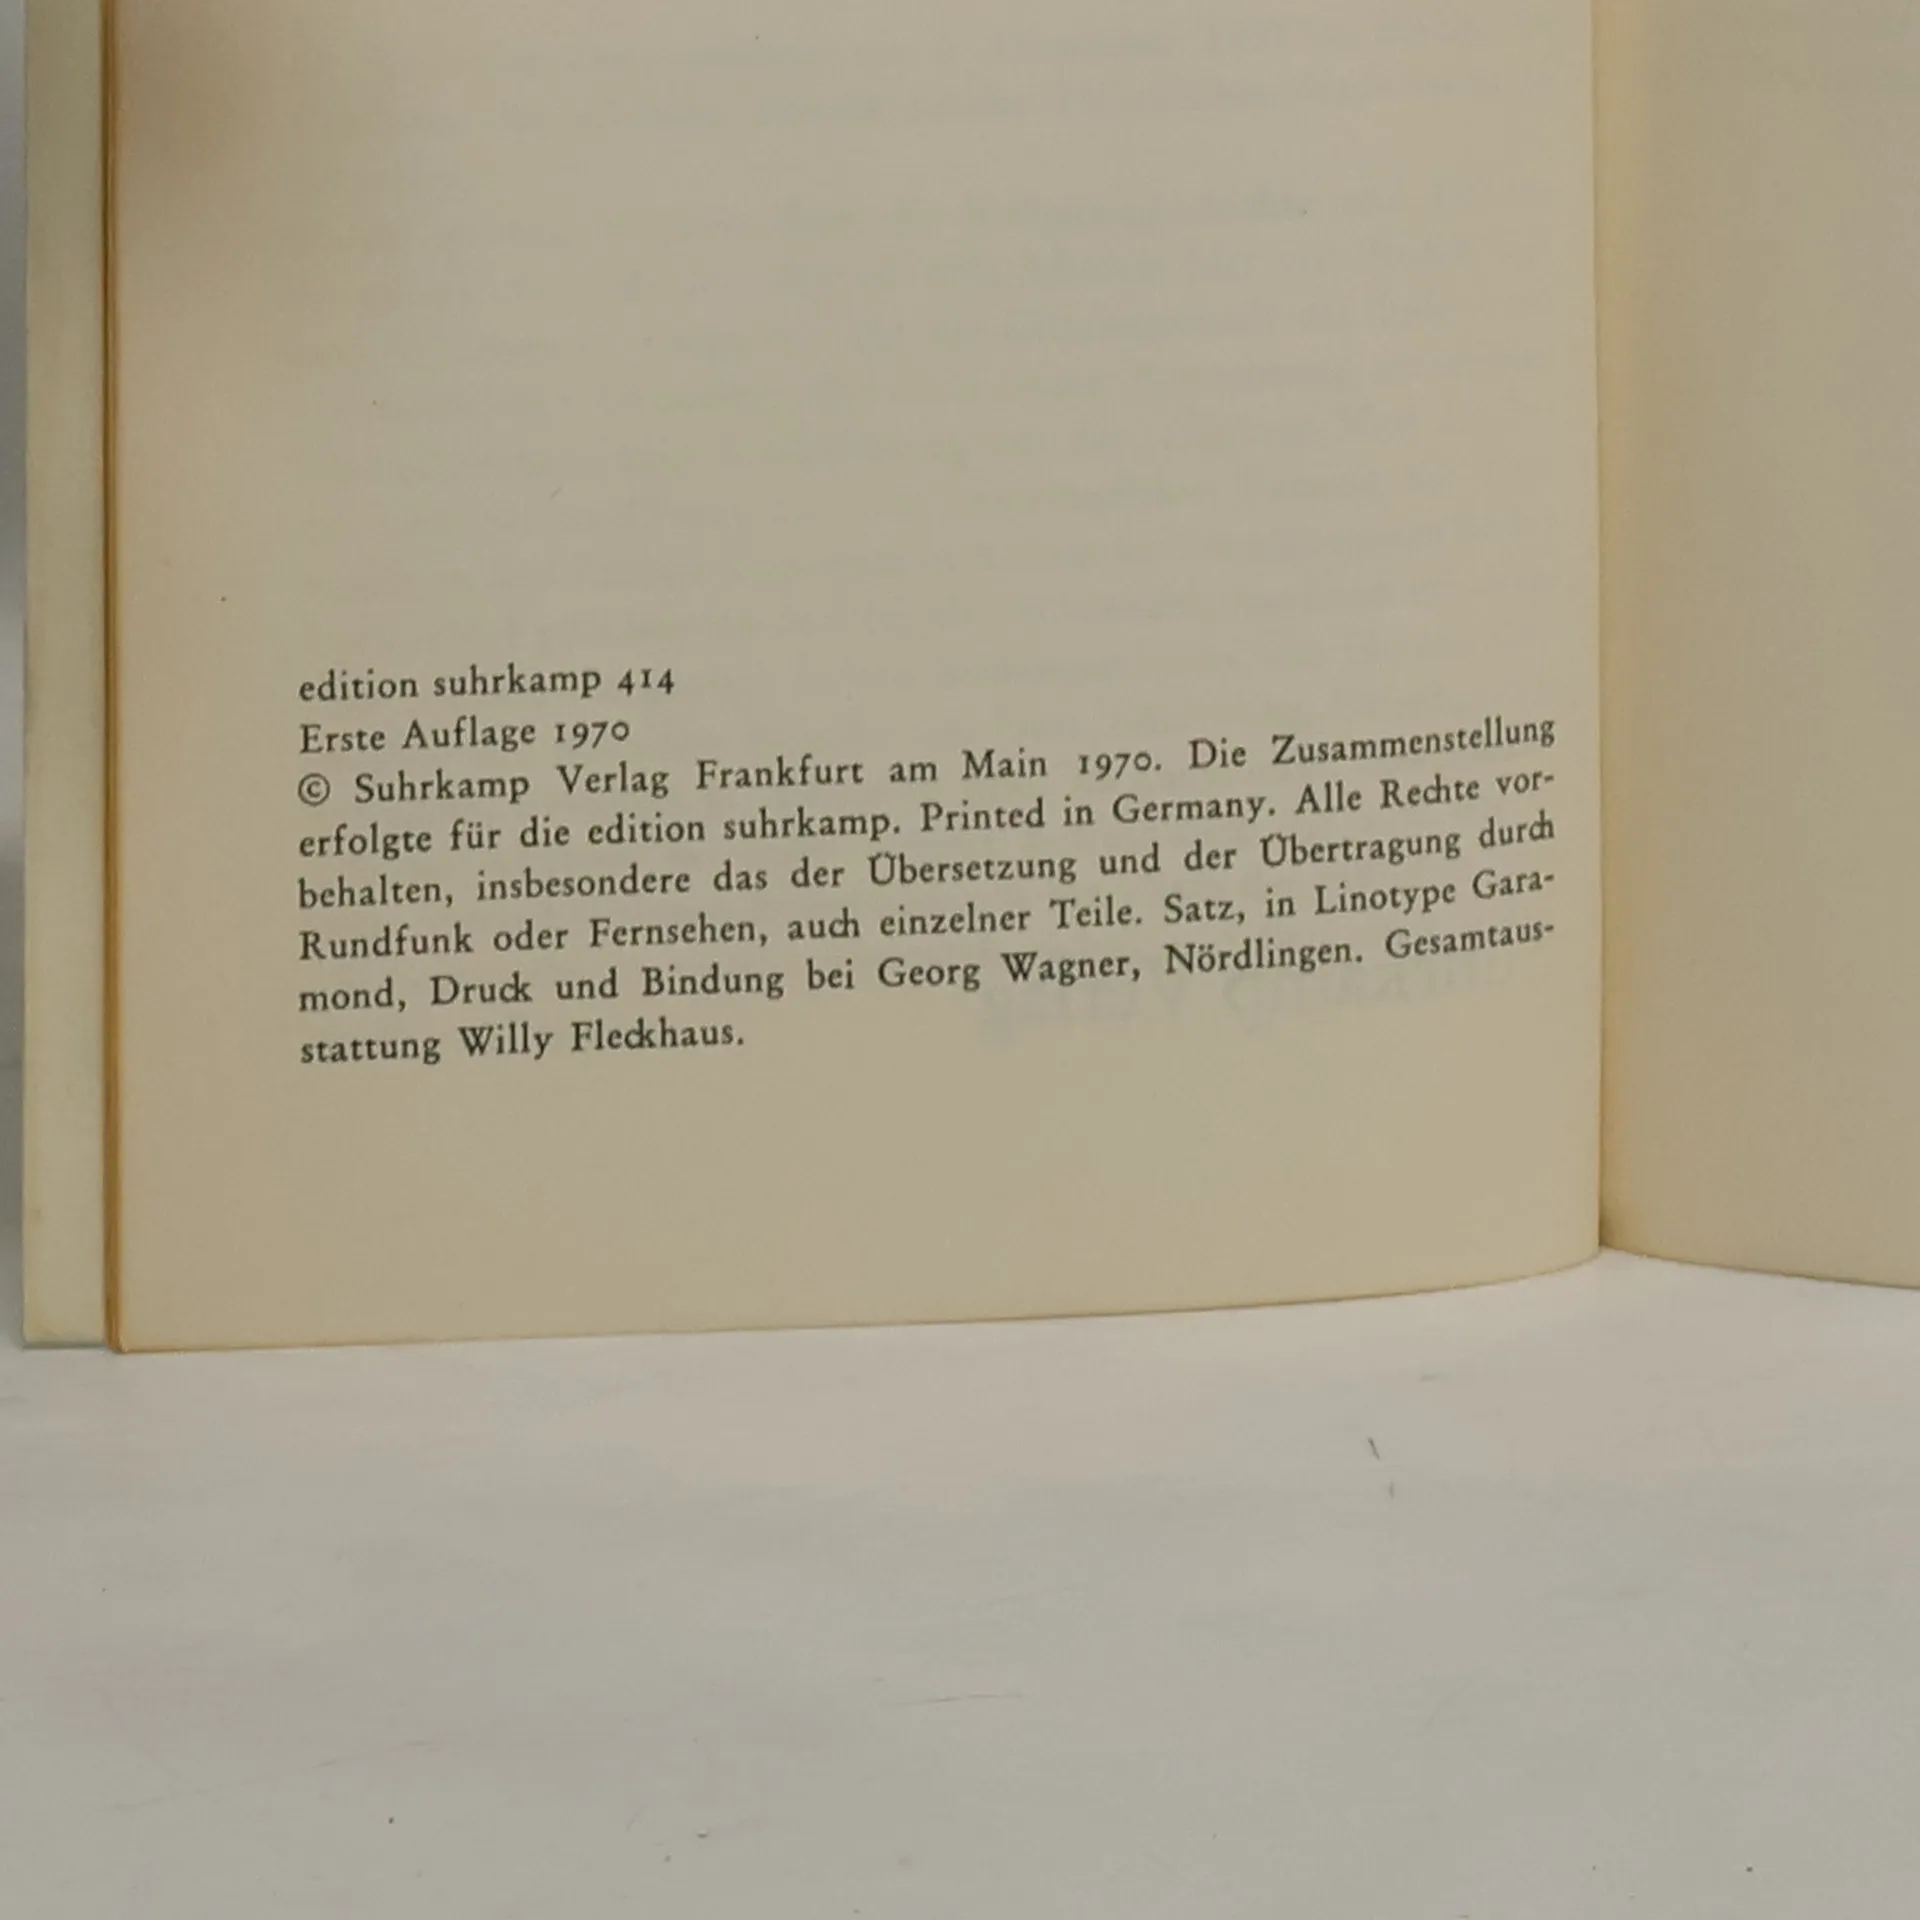 edition suhrkamp 414
Erste Auflage 1970
© Suhrkamp Verlag Frankfurt am Main 1970. Die Zusammenstellung
erfolgte für die edition suhrkamp. Printed in Germany. Alle Rechte vor-
behalten, insbesondere das der Übersetzung und der Übertragung durch
Rundfunk oder Fernsehen, auch einzelner Teile. Satz, in Linotype Gara-
mond, Druck und Bindung bei Georg Wagner, Nördlingen. Gesamtaus-
stattung Willy Fleckhaus.